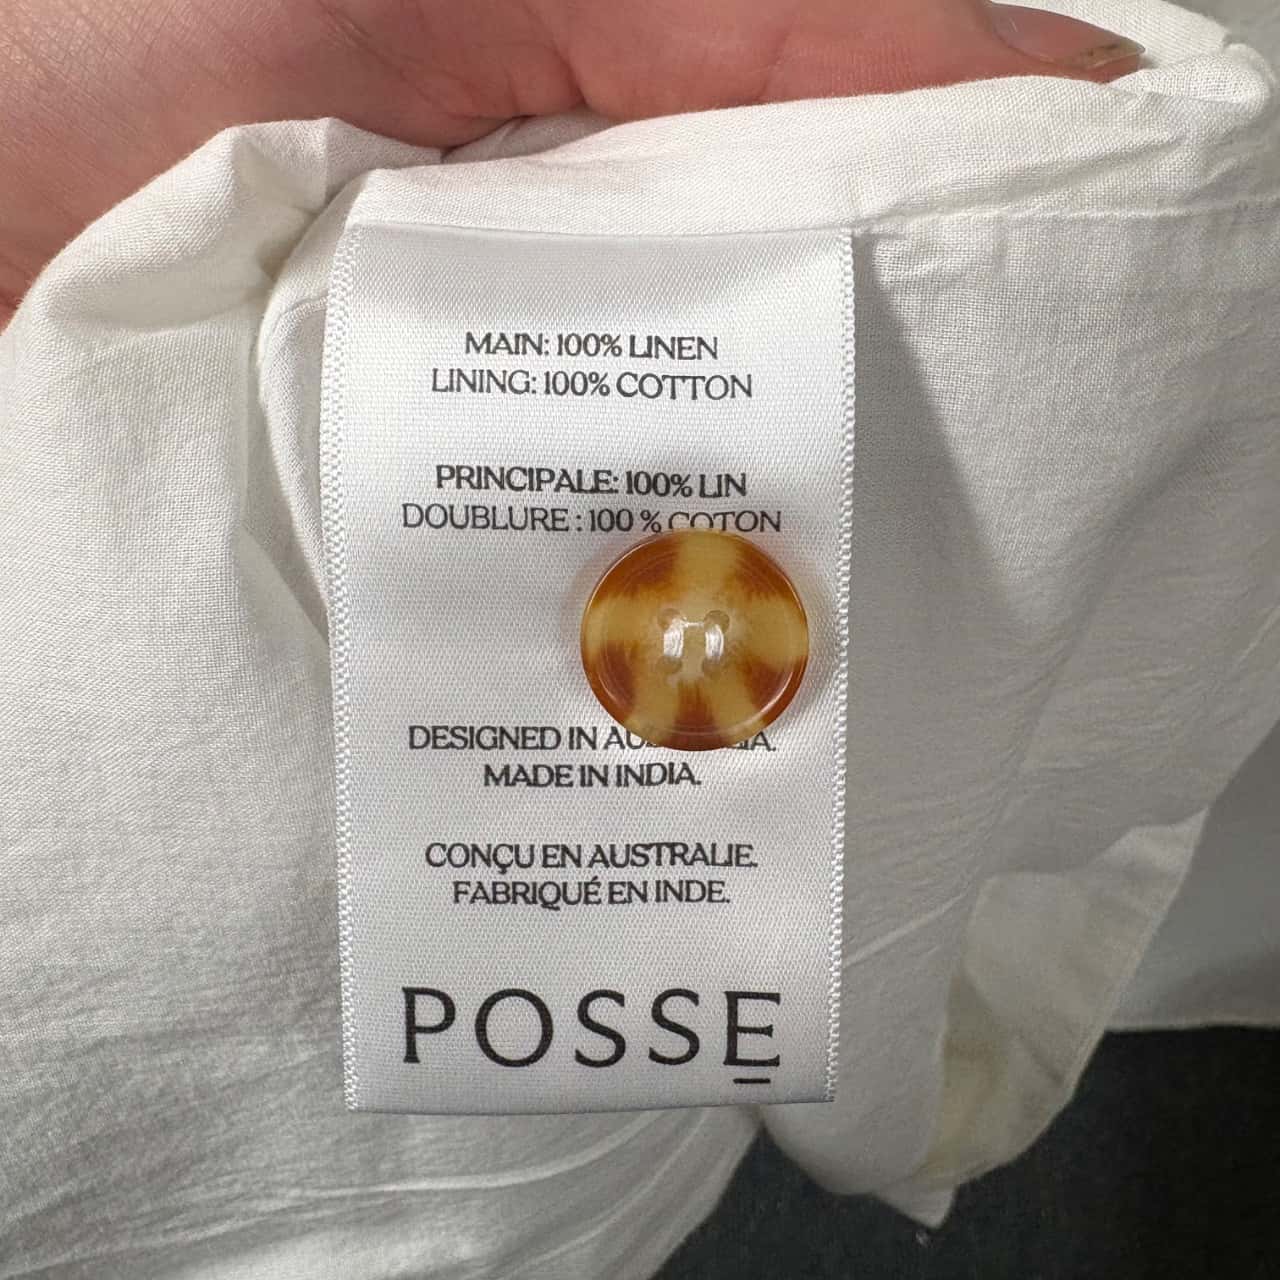 MAIN: 100% LINEN
LINING: 100% COTTON
PRINCIPALE: 100% LIN
DOUBLURE : 100 % COTON
DESIGNED IN
MADE IN INDIA.
CONÇU EN AUSTRALIE.
FABRIQUÉ EN INDE.
POSSE